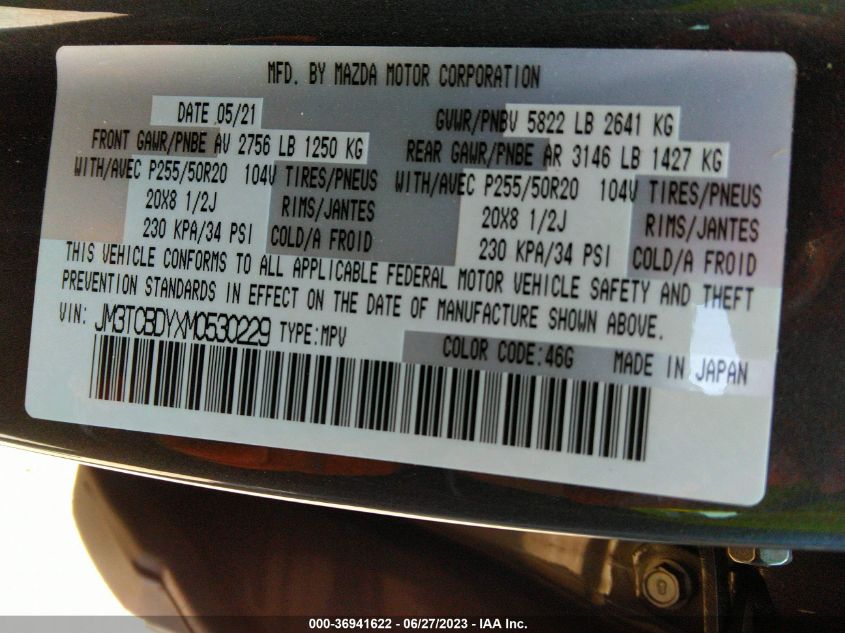 MFD. BY MAZDA MOTOR CORPORATION
DATE 05/21 GVWR/PNBV 5822 LB 2641 KG
FRONT GAWR/PNBE AV 2756 LB 1250 KG REAR GAWR/PNBE AR 3146 LB 1427 KG
WITH/AVEC P255/50R20 104V TIRES/PNEUS WITH/AVEC P255/50R20 104V TIRES/PNEUS
20X8 1/2J RIMS/JANTES 20X8 1/2J RIMS/JANTES
230 KPA/34 PSI COLD/A FROID 230 KPA/34 PSI COLD/A FROID
THIS VEHICLE CONFORMS TO ALL APPLICABLE FEDERAL MOTOR VEHICLE SAFETY AND THEFT
PREVENTION STANDARDS IN EFFECT ON THE DATE OF MANUFACTURE SHOWN ABOVE.
VIN: JM3TCBDYXM0530229 TYPE:MPV
COLOR CODE:46G MADE IN JAPAN
000-36941622 - 06/27/2023 - IAA Inc.